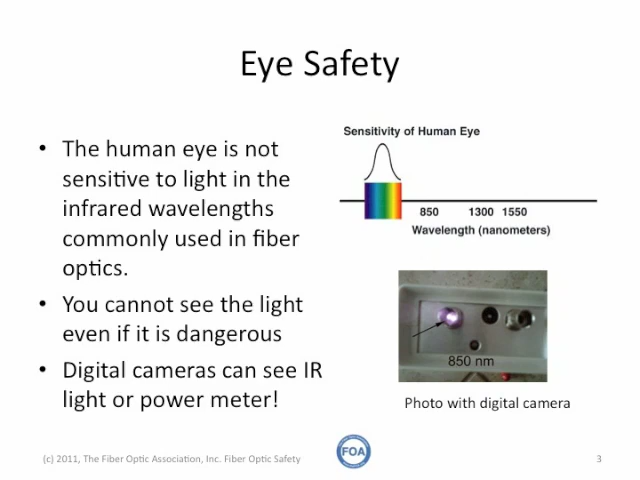 Eye Safety
• The human eye is not
sensitive to light in the
infrared wavelengths
commonly used in fiber
optics.
• You cannot see the light
even if it is dangerous
• Digital cameras can see IR
light or power meter!
Sensitivity of Human Eye
850 1300 1550
Wavelength (nanometers)
850 nm
Photo with digital camera
(c) 2011, The Fiber Optic Association, Inc. Fiber Optic Safety
FOA
3